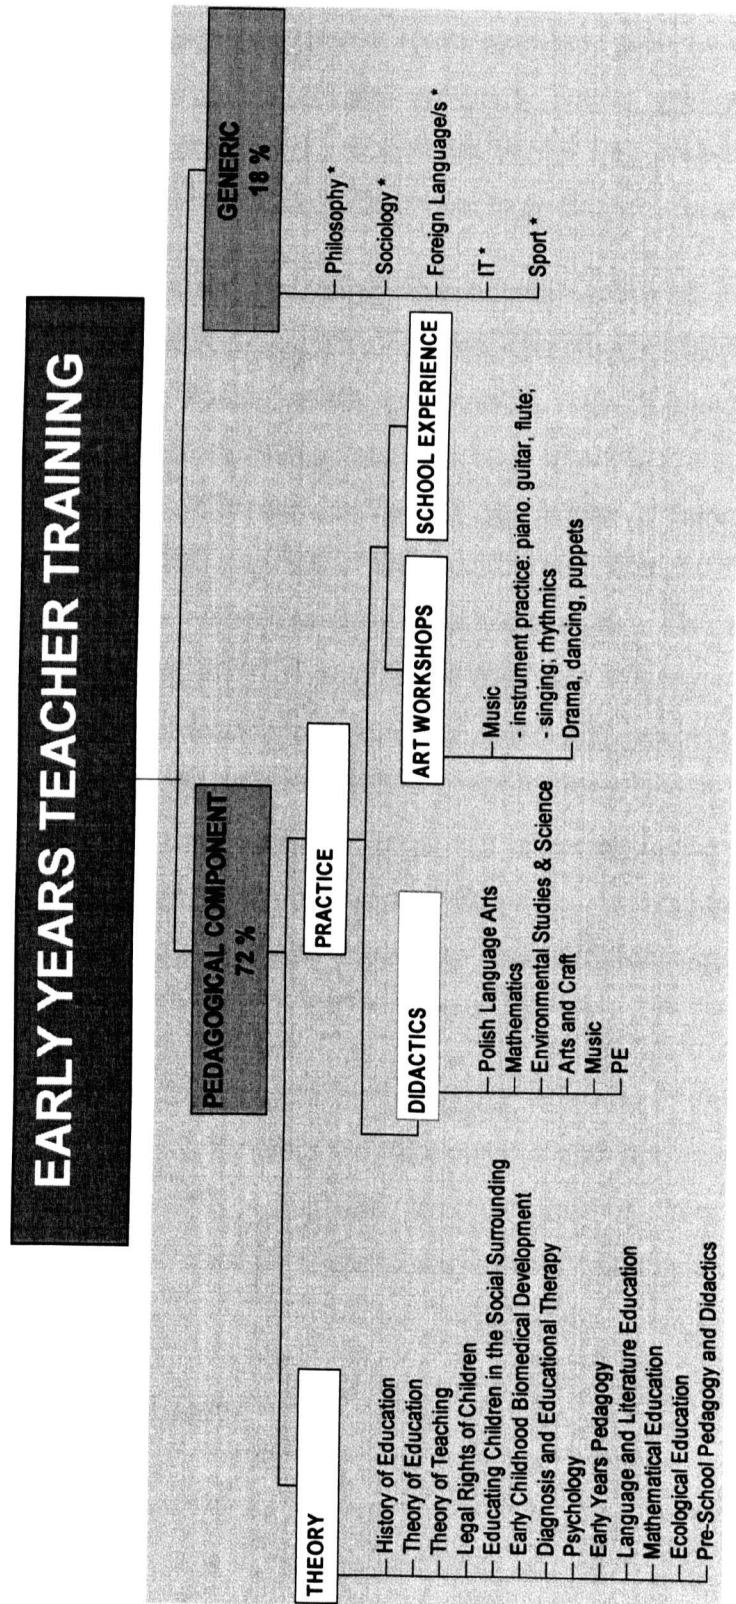 EARLY YEARS TEACHER TRAINING
PEDAGOGICAL COMPONENT
72 %
GENERIC
18 %
THEORY
History of Education
Theory of Education
Theory of Teaching
Legal Rights of Children
Educating Children in the Social Surrounding
Early Childhood Biomedical Development
Diagnosis and Educational Therapy
Psychology
Early Years Pedagogy
Language and Literature Education
Mathematical Education
Ecological Education
Pre-School Pedagogy and Didactics
PRACTICE
DIDACTICS
Polish Language Arts
Mathematics
Environmental Studies & Science
Arts and Craft
Music
PE
ART WORKSHOPS
Music
- instrument practice: piano. guitar, flute;
- singing; rhythmics
Drama, dancing, puppets
SCHOOL EXPERIENCE
Philosophy *
Sociology *
Foreign Language/s *
IT *
Sport *